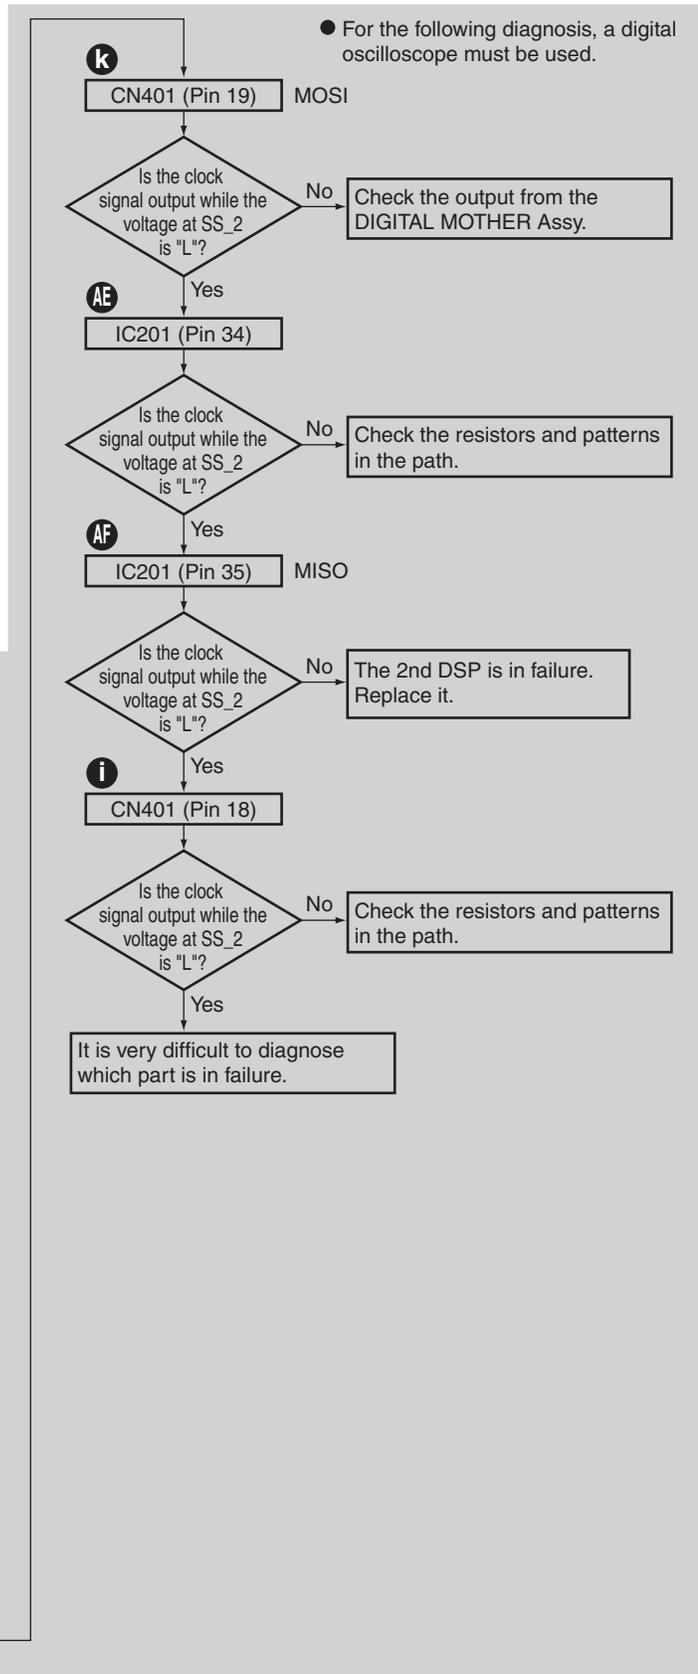 ● For the following diagnosis, a digital
oscilloscope must be used.
k
CN401 (Pin 19) MOSI
Is the clock
signal output while the
voltage at SS_2
is "L"?
No
Check the output from the
DIGITAL MOTHER Assy.
Yes
AE
IC201 (Pin 34)
Is the clock
signal output while the
voltage at SS_2
is "L"?
No
Check the resistors and patterns
in the path.
Yes
AF
IC201 (Pin 35) MISO
Is the clock
signal output while the
voltage at SS_2
is "L"?
No
The 2nd DSP is in failure.
Replace it.
Yes
i
CN401 (Pin 18)
Is the clock
signal output while the
voltage at SS_2
is "L"?
No
Check the resistors and patterns
in the path.
Yes
It is very difficult to diagnose
which part is in failure.